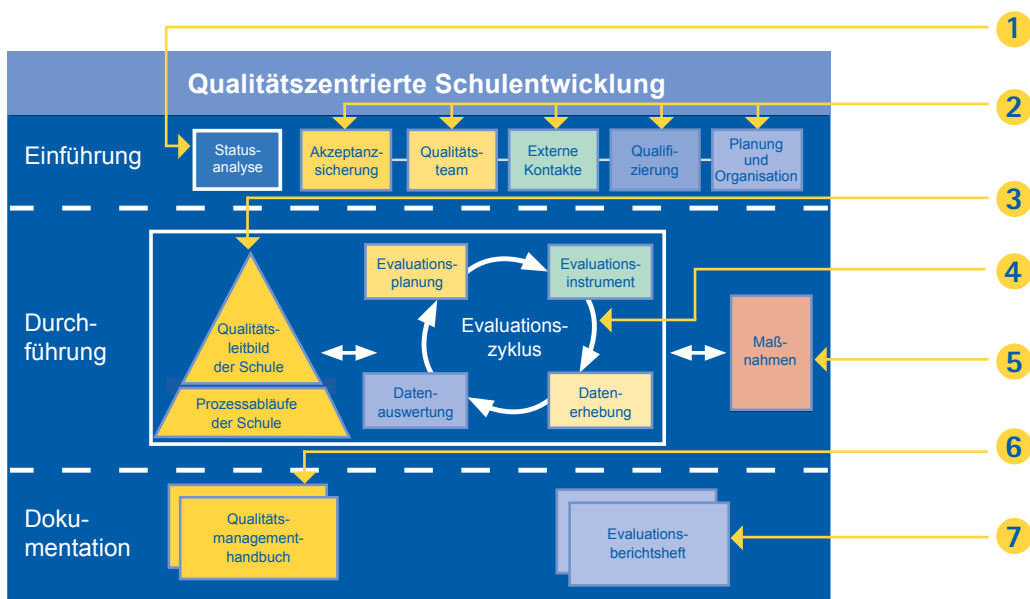 1
Qualitätszentrierte Schulentwicklung
2
Einführung
Status-
analyse
Akzeptanz-
sicherung
Qualitäts-
team
Externe
Kontakte
Qualifi-
zierung
Planung
und
Organisation
3
Durch-
führung
Qualitäts-
leitbild
der Schule
Prozessabläufe
der Schule
Evaluations-
planung
Evaluations-
instrument
Evaluations-
zyklus
Daten-
auswertung
Daten-
erhebung
4
Maß-
nahmen
5
6
Doku-
mentation
Qualitäts-
management-
handbuch
Evaluations-
berichtsheft
7